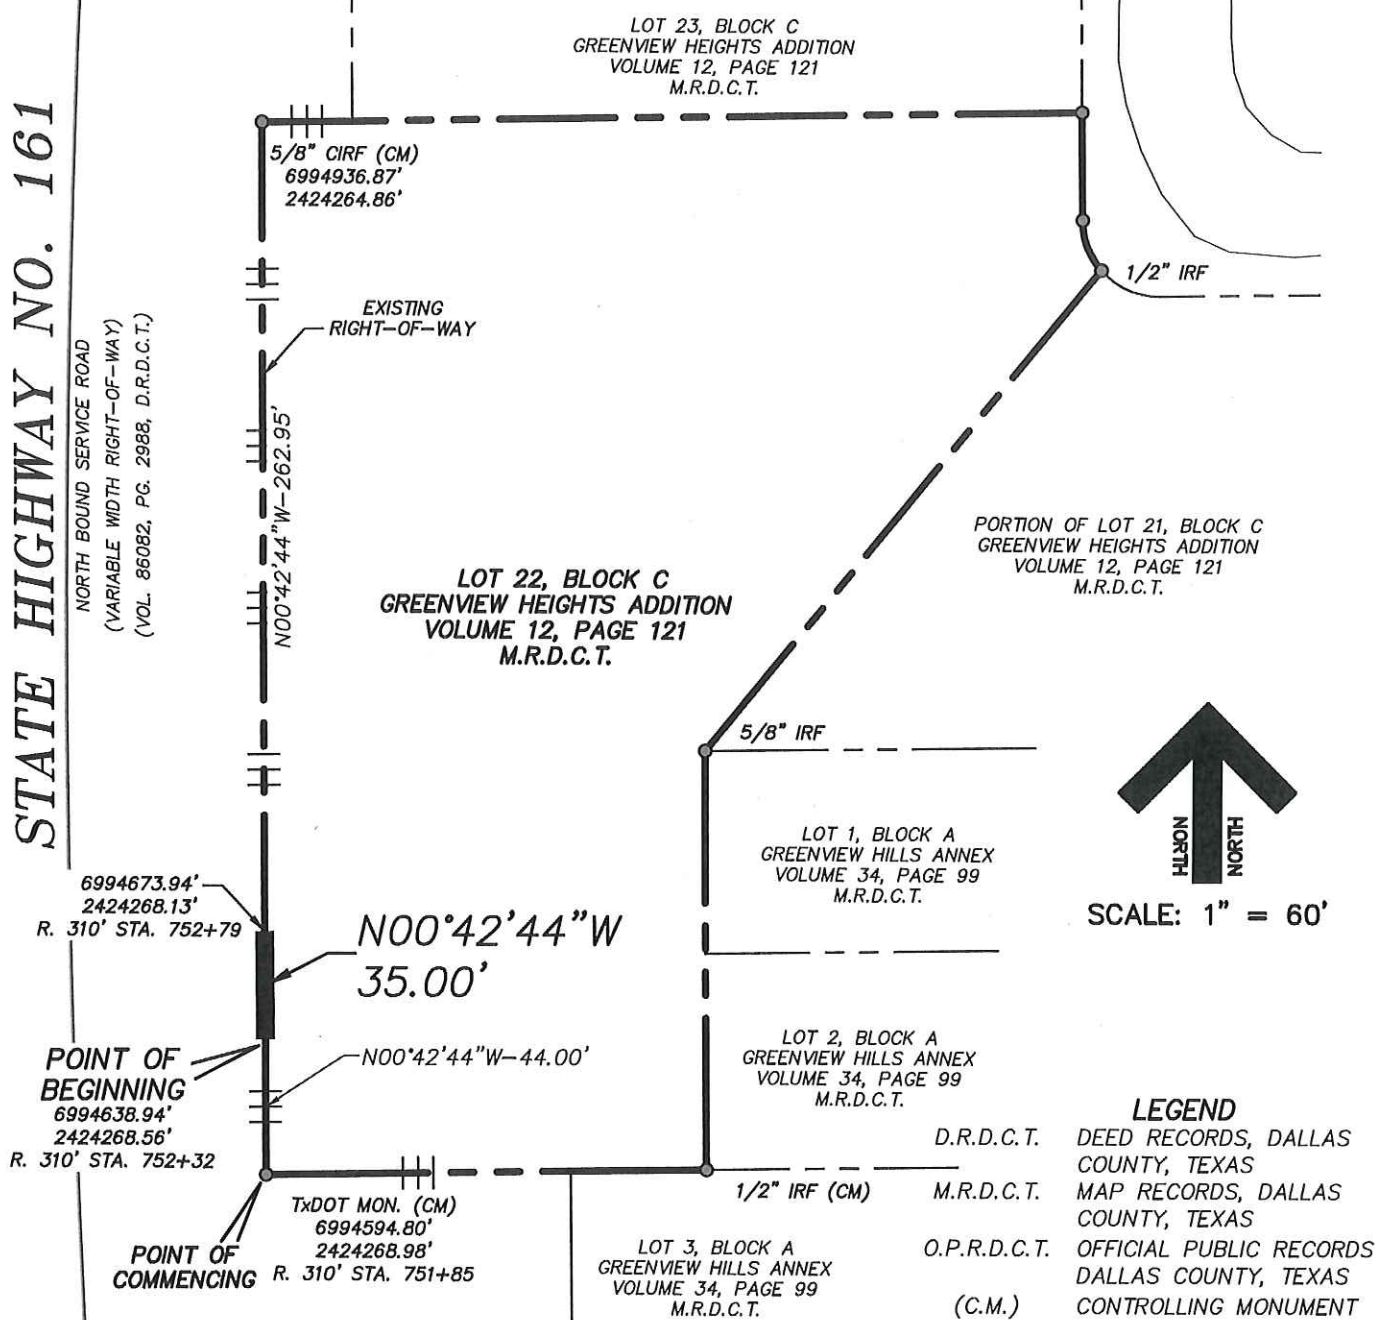 LOT 23, BLOCK C
GREENVIEW HEIGHTS ADDITION
VOLUME 12, PAGE 121
M.R.D.C.T.
STATE HIGHWAY NO. 161
NORTH BOUND SERVICE ROAD
(VARIABLE WIDTH RIGHT-OF-WAY)
(VOL. 86082, PG. 2988, D.R.D.C.T.)
5/8" CIRF (CM)
6994936.87'
2424264.86'
1/2" IRF
EXISTING
RIGHT-OF-WAY
N00°42'44"W-262.95'
PORTION OF LOT 21, BLOCK C
GREENVIEW HEIGHTS ADDITION
VOLUME 12, PAGE 121
M.R.D.C.T.
LOT 22, BLOCK C
GREENVIEW HEIGHTS ADDITION
VOLUME 12, PAGE 121
M.R.D.C.T.
5/8" IRF
NORTH
NORTH
SCALE: 1" = 60'
LOT 1, BLOCK A
GREENVIEW HILLS ANNEX
VOLUME 34, PAGE 99
M.R.D.C.T.
6994673.94'
2424268.13'
R. 310' STA. 752+79
N00°42'44"W
35.00'
N00°42'44"W-44.00'
POINT OF
BEGINNING
6994638.94'
2424268.56'
R. 310' STA. 752+32
LOT 2, BLOCK A
GREENVIEW HILLS ANNEX
VOLUME 34, PAGE 99
M.R.D.C.T.
1/2" IRF (CM)
TxDOT MON. (CM)
6994594.80'
2424268.98'
R. 310' STA. 751+85
POINT OF
COMMENCING
LOT 3, BLOCK A
GREENVIEW HILLS ANNEX
VOLUME 34, PAGE 99
M.R.D.C.T.
LEGEND
D.R.D.C.T. DEED RECORDS, DALLAS
COUNTY, TEXAS
M.R.D.C.T. MAP RECORDS, DALLAS
COUNTY, TEXAS
O.P.R.D.C.T. OFFICIAL PUBLIC RECORDS
DALLAS COUNTY, TEXAS
(C.M.) CONTROLLING MONUMENT